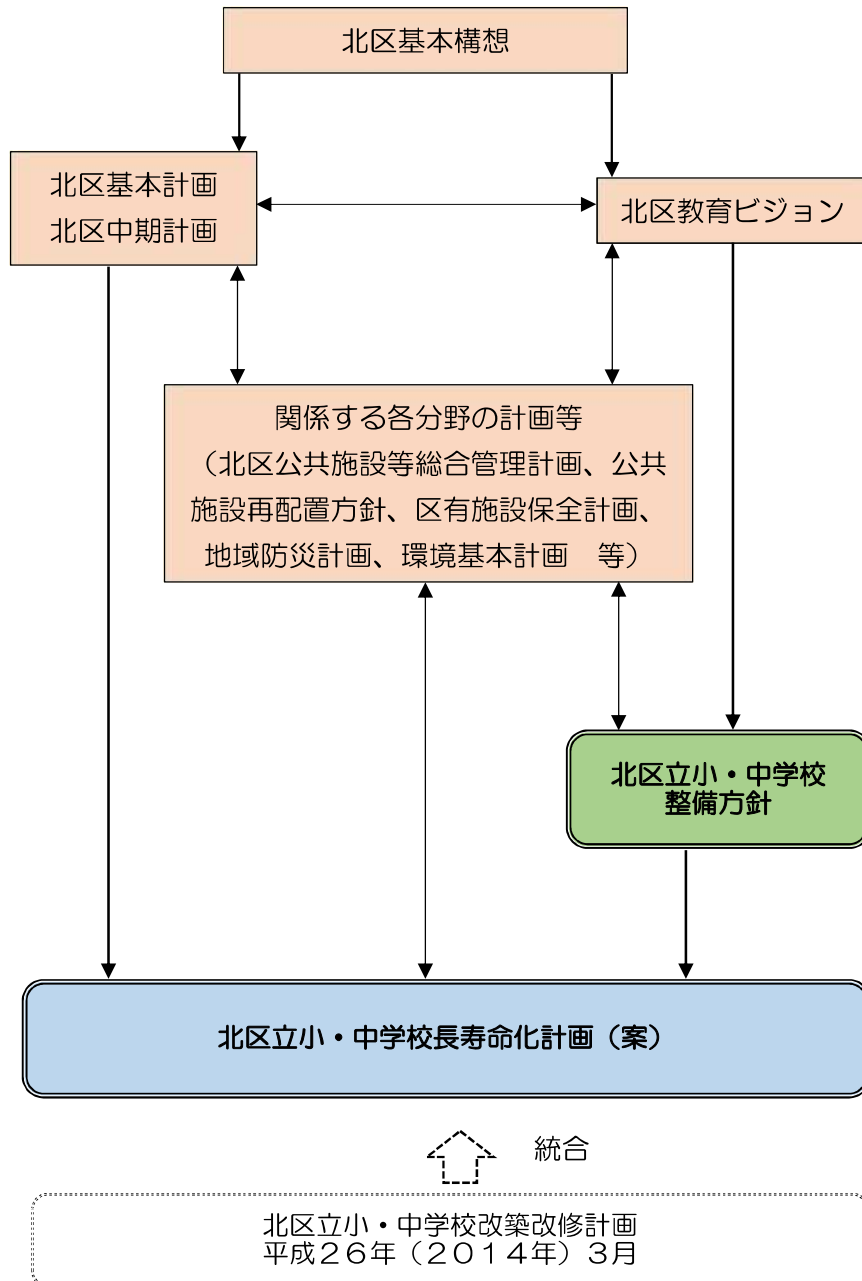 北区基本構想
北区基本計画
北区中期計画
北区教育ビジョン
関係する各分野の計画等
（北区公共施設等総合管理計画、公共
施設再配置方針、区有施設保全計画、
地域防災計画、環境基本計画　等）
北区立小・中学校
整備方針
北区立小・中学校長寿命化計画（案）
統合
北区立小・中学校改築改修計画
平成２６年（２０１４年）３月